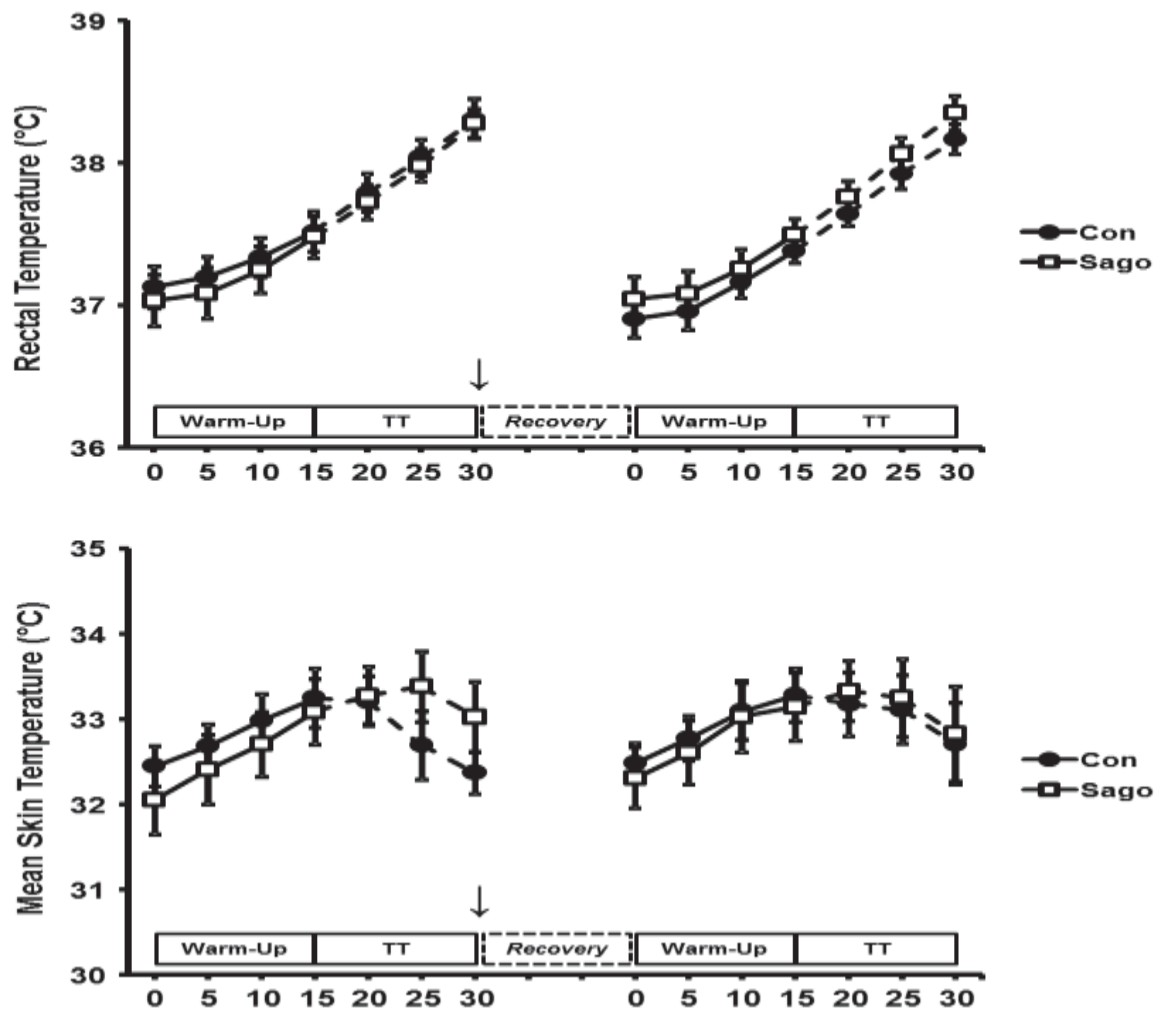 39
38
37
36
Rectal Temperature (°C)
Con
Sago
↓
Warm-Up TT Recovery Warm-Up TT
0 5 10 15 20 25 30 0 5 10 15 20 25 30
35
34
33
32
31
30
Mean Skin Temperature (°C)
Con
Sago
↓
Warm-Up TT Recovery Warm-Up TT
0 5 10 15 20 25 30 0 5 10 15 20 25 30